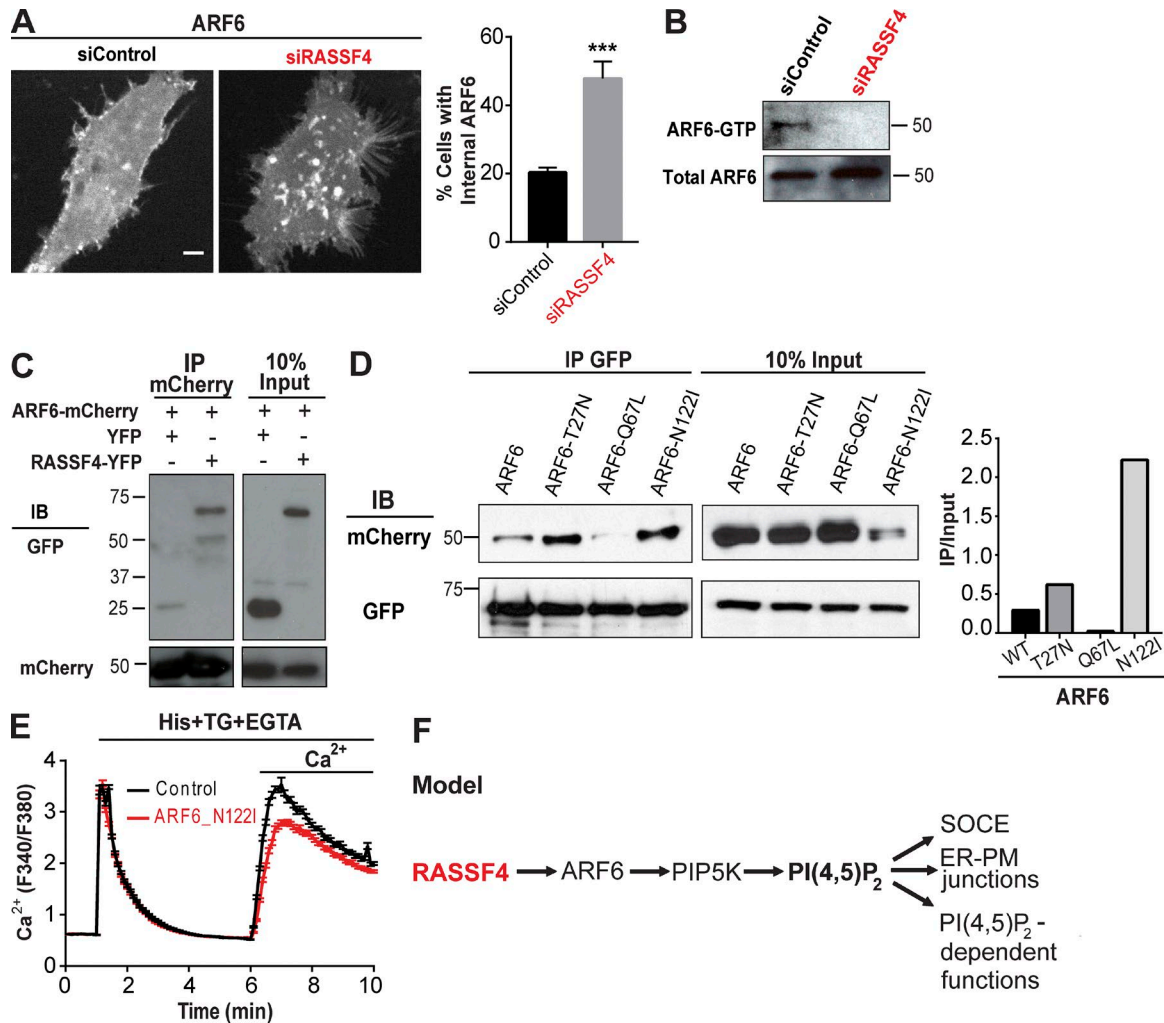 A
ARF6
siControl
siRASSF4
% Cells with
Internal ARF6
60
40
20
0
***
siControl
siRASSF4
B
siControl
siRASSF4
ARF6-GTP
50
Total ARF6
50
C
IP
mCherry
10%
Input
ARF6-mCherry + + + +
YFP + - + -
RASSF4-YFP - + - +
IB
GFP
75
50
37
25
mCherry 50
D
IP GFP
10% Input
ARF6
ARF6-T27N
ARF6-Q67L
ARF6-N122I
ARF6
ARF6-T27N
ARF6-Q67L
ARF6-N122I
IB
mCherry 50
GFP
75
IP/Input
2.5
2.0
1.5
1.0
0.5
0.0
WT
T27N
Q67L
N122I
ARF6
E
His+TG+EGTA
Ca²⁺
Control
ARF6_N122I
Ca²⁺ (F340/F380)
4
3
2
1
0
0 2 4 6 8 10
Time (min)
F
Model
RASSF4 → ARF6 → PIP5K → PI(4,5)P₂
SOCE
ER-PM
junctions
PI(4,5)P₂-
dependent
functions